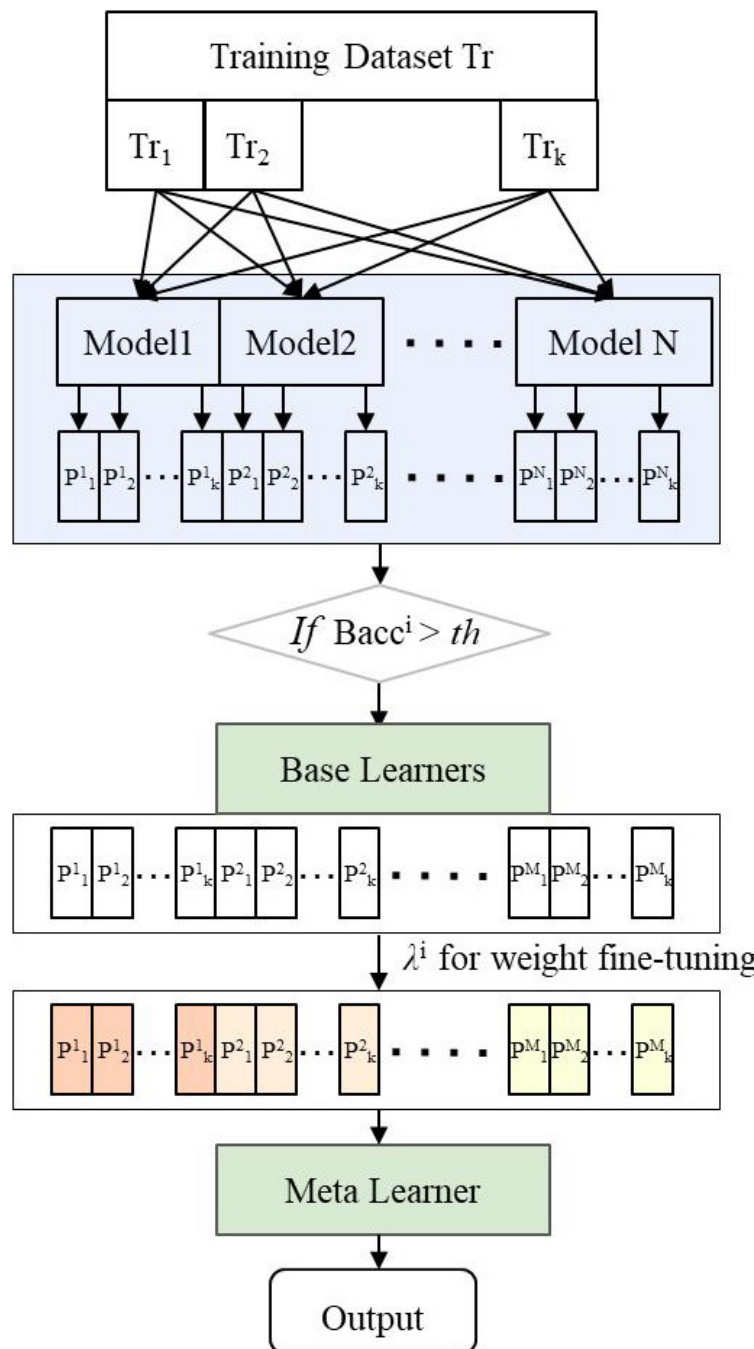 Training Dataset Tr
Tr₁ Tr₂ Trₖ
Model1 Model2 . . . . Model N
P¹₁ P¹₂ ... P¹ₖ P²₁ P²₂ ... P²ₖ . . . . Pᴺ₁ Pᴺ₂ ... Pᴺₖ
If Baccⁱ > th
Base Learners
P¹₁ P¹₂ ... P¹ₖ P²₁ P²₂ ... P²ₖ . . . . Pᴹ₁ Pᴹ₂ ... Pᴹₖ
λⁱ for weight fine-tuning
P¹₁ P¹₂ ... P¹ₖ P²₁ P²₂ ... P²ₖ . . . . Pᴹ₁ Pᴹ₂ ... Pᴹₖ
Meta Learner
Output